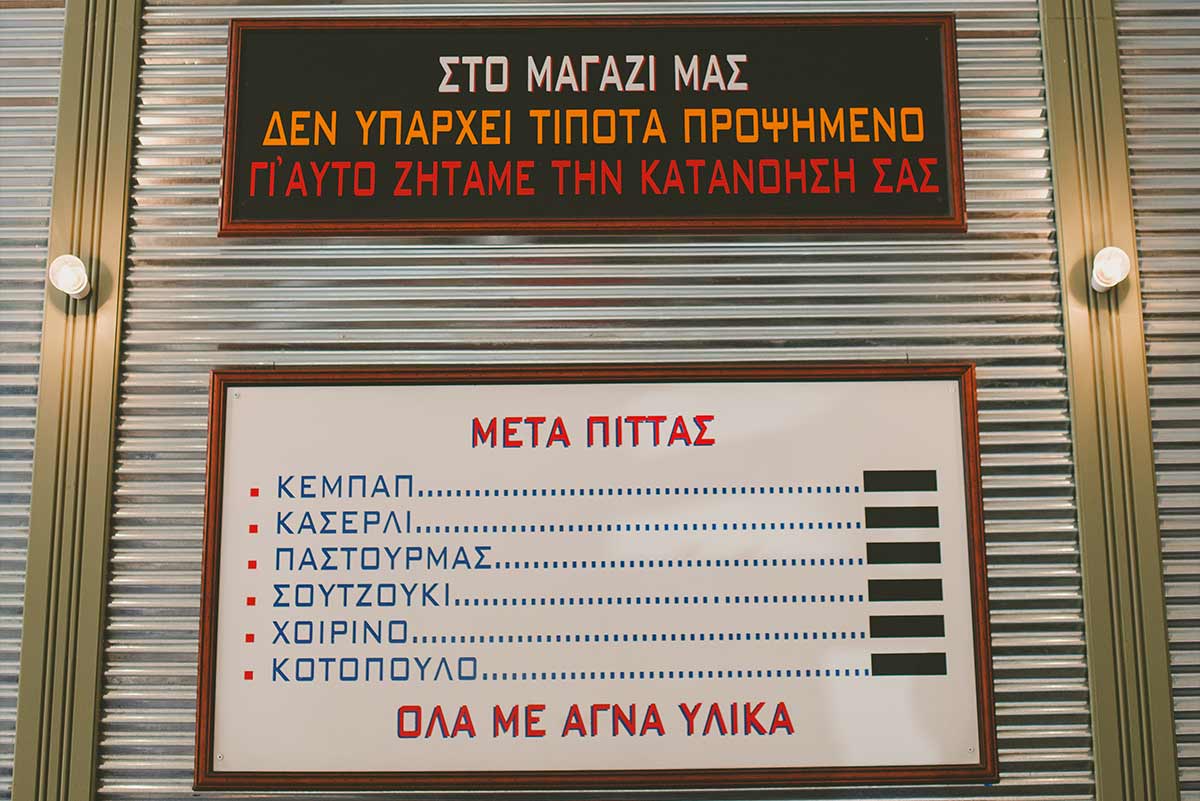 ΣΤΟ ΜΑΓΑΖΙ ΜΑΣ
ΔΕΝ ΥΠΑΡΧΕΙ ΤΙΠΟΤΑ ΠΡΟΨΗΜΕΝΟ
ΓΙ'ΑΥΤΟ ΖΗΤΑΜΕ ΤΗΝ ΚΑΤΑΝΟΗΣΗ ΣΑΣ
ΜΕΤΑ ΠΙΤΤΑΣ
ΚΕΜΠΑΠ
ΚΑΣΕΡΛΙ
ΠΑΣΤΟΥΡΜΑΣ
ΣΟΥΤΖΟΥΚΙ
ΧΟΙΡΙΝΟ
ΚΟΤΟΠΟΥΛΟ
ΟΛΑ ΜΕ ΑΓΝΑ ΥΛΙΚΑ